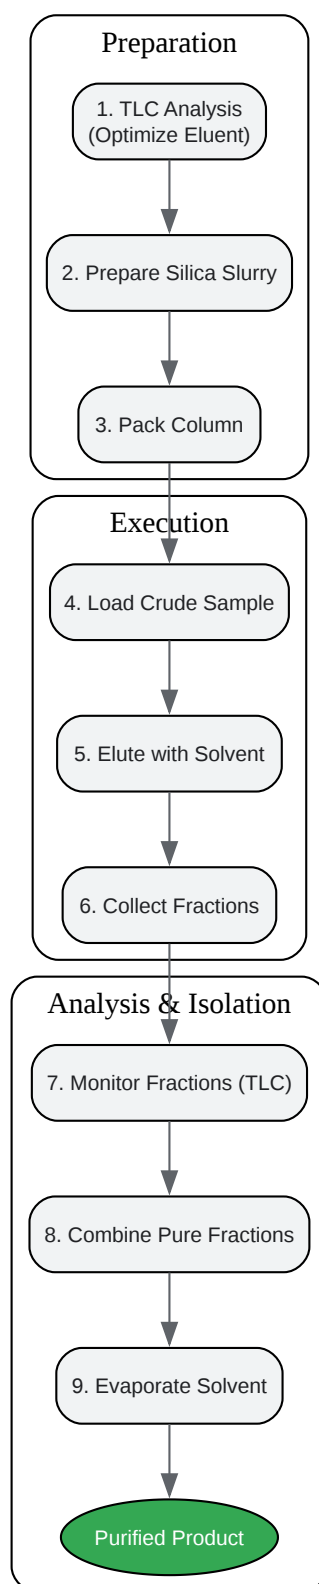 Preparation
1. TLC Analysis
(Optimize Eluent)
2. Prepare Silica Slurry
3. Pack Column
Execution
4. Load Crude Sample
5. Elute with Solvent
6. Collect Fractions
Analysis & Isolation
7. Monitor Fractions (TLC)
8. Combine Pure Fractions
9. Evaporate Solvent
Purified Product